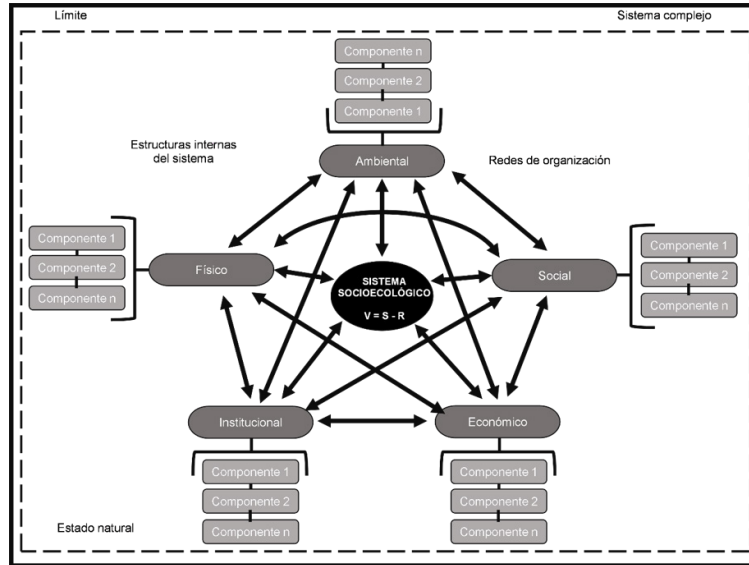 Límite
Sistema complejo
Componente n
Componente 2
Componente 1
Estructuras internas
del sistema
Redes de organización
Ambiental
Componente 1
Componente 2
Componente n
Físico
SISTEMA
SOCIOECOLÓGICO
V = S - R
Social
Componente 1
Componente 2
Componente n
Institucional
Económico
Componente 1
Componente 2
Componente n
Componente 1
Componente 2
Componente n
Estado natural